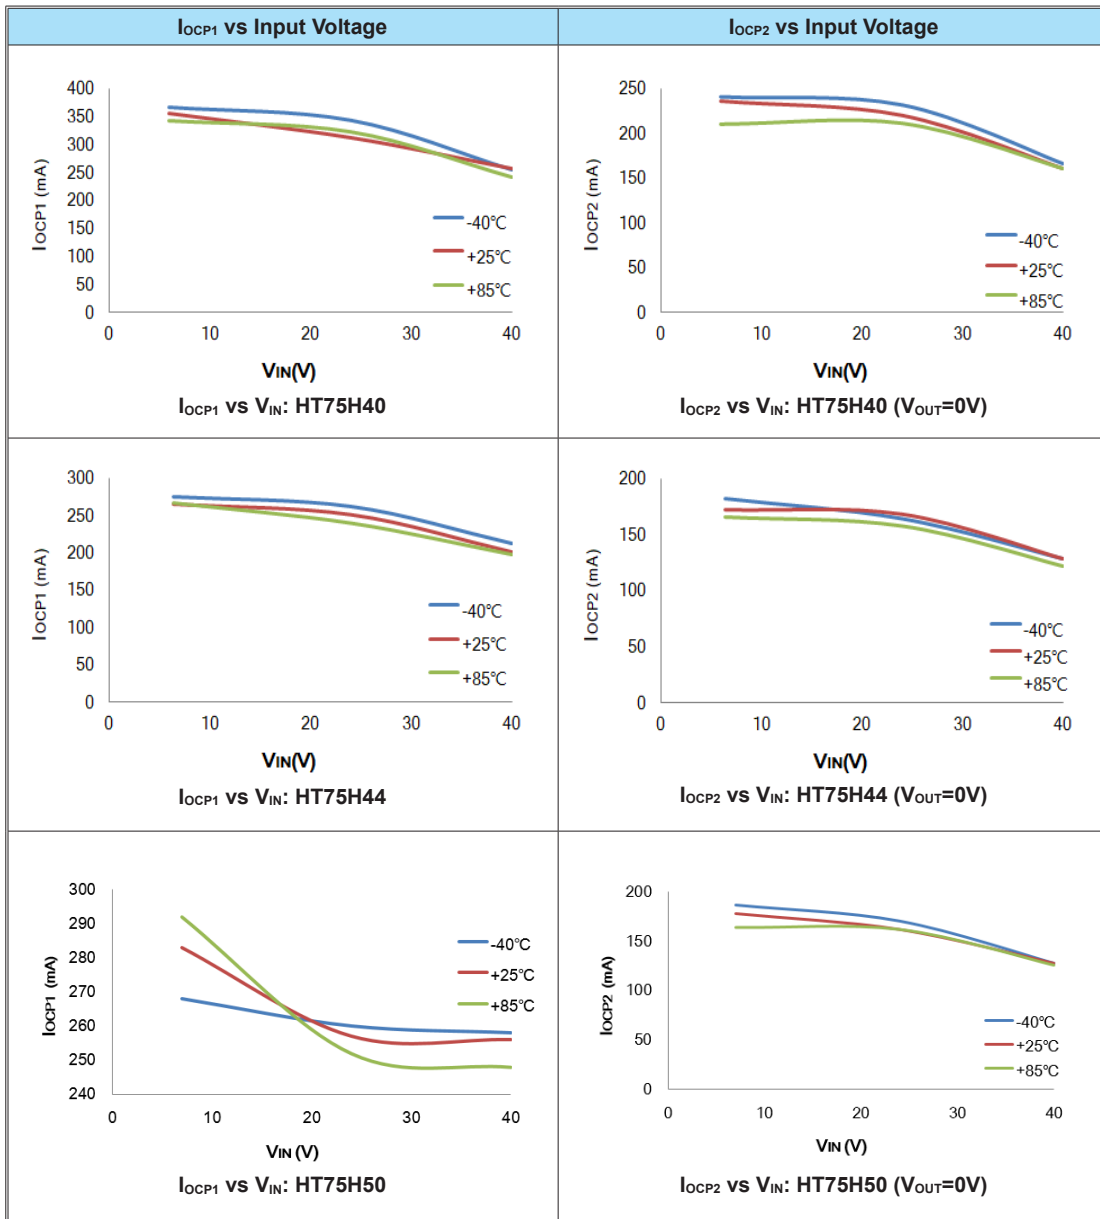 IOCP1 vs Input Voltage
IOCP2 vs Input Voltage
400
350
300
250
200
150
100
50
0
IOCP1 (mA)
-40℃
+25℃
+85℃
0 10 20 30 40
VIN(V)
IOCP1 vs VIN: HT75H40
250
200
150
100
50
0
IOCP2 (mA)
-40℃
+25℃
+85℃
0 10 20 30 40
VIN(V)
IOCP2 vs VIN: HT75H40 (VOUT=0V)
300
250
200
150
100
50
0
IOCP1 (mA)
-40℃
+25℃
+85℃
0 10 20 30 40
VIN(V)
IOCP1 vs VIN: HT75H44
200
150
100
50
0
IOCP2 (mA)
-40℃
+25℃
+85℃
0 10 20 30 40
VIN(V)
IOCP2 vs VIN: HT75H44 (VOUT=0V)
300
290
280
270
260
250
240
IOCP1 (mA)
-40℃
+25℃
+85℃
0 10 20 30 40
VIN (V)
IOCP1 vs VIN: HT75H50
200
150
100
50
0
IOCP2 (mA)
-40℃
+25℃
+85℃
0 10 20 30 40
VIN (V)
IOCP2 vs VIN: HT75H50 (VOUT=0V)